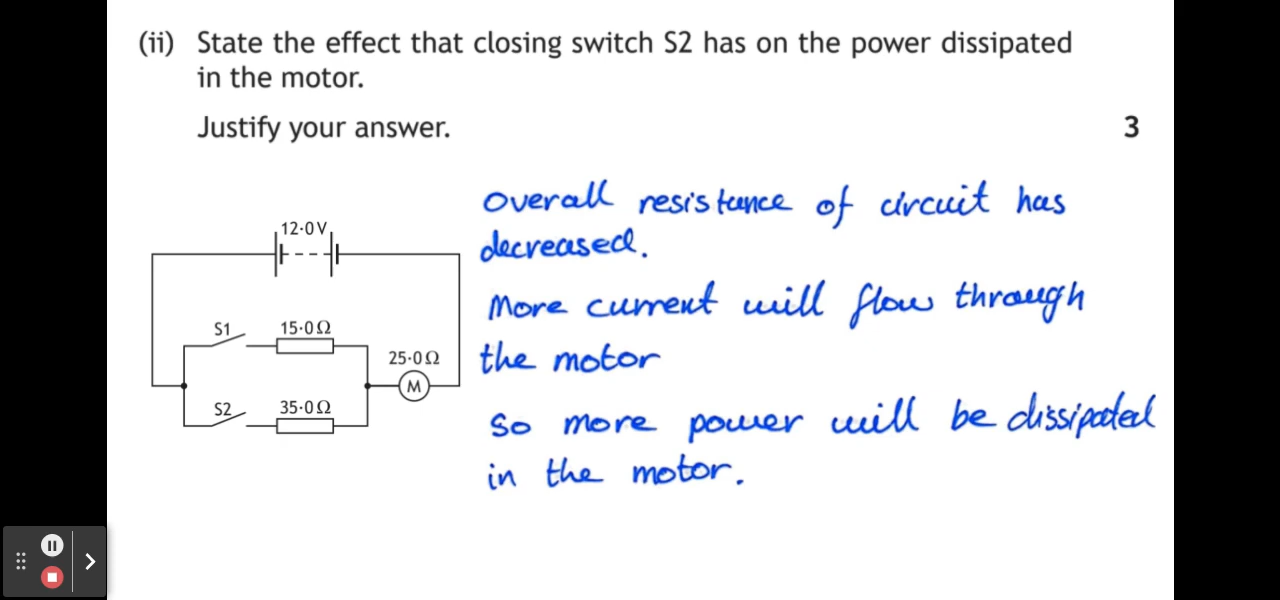 (ii) State the effect that closing switch S2 has on the power dissipated
in the motor.
Justify your answer.
3
12·0 V
S1
15·0 Ω
25·0 Ω
M
S2
35·0 Ω
Overall resistance of circuit has
decreased.
More current will flow through
the motor
So more power will be dissipated
in the motor.